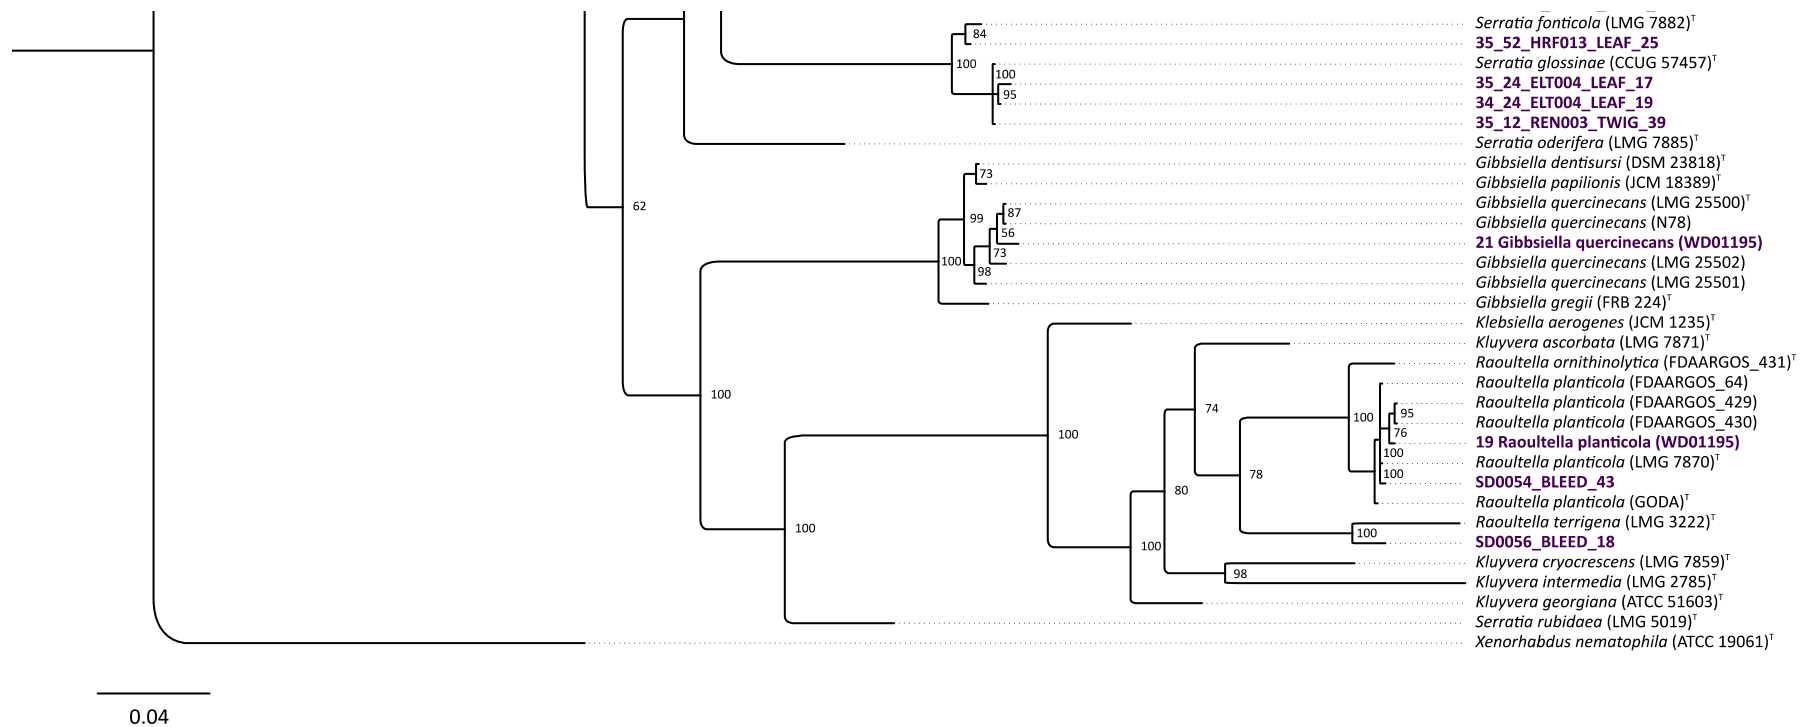 Serratia fonticola (LMG 7882)T
84
35_52_HRF013_LEAF_25
100
Serratia glossinae (CCUG 57457)T
100
35_24_ELT004_LEAF_17
95
34_24_ELT004_LEAF_19
35_12_REN003_TWIG_39
Serratia oderifera (LMG 7885)T
Gibbsiella dentisursi (DSM 23818)T
73
Gibbsiella papilionis (JCM 18389)T
62
Gibbsiella quercinecans (LMG 25500)T
99
87
Gibbsiella quercinecans (N78)
56
21 Gibbsiella quercinecans (WD01195)
73
100
Gibbsiella quercinecans (LMG 25502)
98
Gibbsiella quercinecans (LMG 25501)
Gibbsiella gregii (FRB 224)T
Klebsiella aerogenes (JCM 1235)T
Kluyvera ascorbata (LMG 7871)T
Raoultella ornithinolytica (FDAARGOS_431)T
Raoultella planticola (FDAARGOS_64)
100
Raoultella planticola (FDAARGOS_429)
74
95
100
Raoultella planticola (FDAARGOS_430)
100
76
19 Raoultella planticola (WD01195)
100
Raoultella planticola (LMG 7870)T
78
100
SD0054_BLEED_43
80
Raoultella planticola (GODA)T
Raoultella terrigena (LMG 3222)T
100
100
SD0056_BLEED_18
100
Kluyvera cryocrescens (LMG 7859)T
98
Kluyvera intermedia (LMG 2785)T
Kluyvera georgiana (ATCC 51603)T
Serratia rubidaea (LMG 5019)T
Xenorhabdus nematophila (ATCC 19061)T
0.04